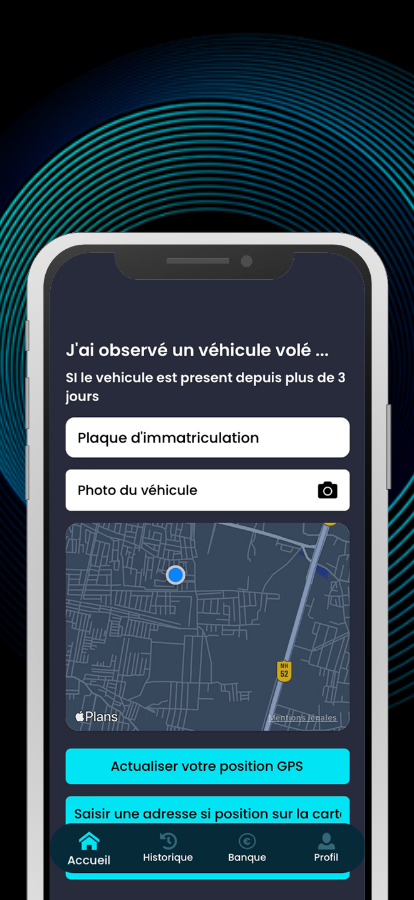 J'ai observé un véhicule volé ...
SI le vehicule est present depuis plus de 3
jours
Plaque d'immatriculation
Photo du véhicule
MH
52
Plans
Mentions légales
Actualiser votre position GPS
Saisir une adresse si position sur la carte
Accueil
Historique
Banque
Profil